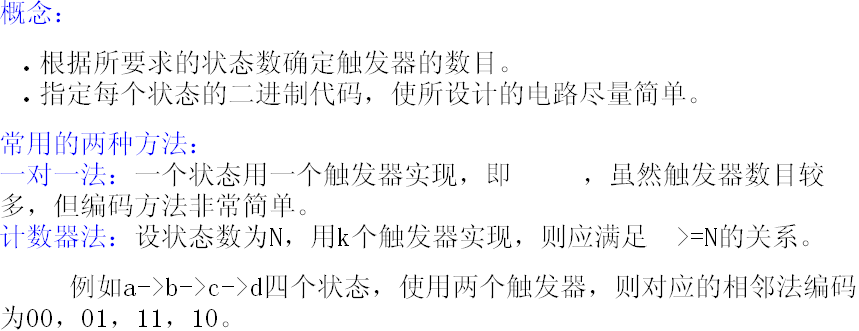 概念：
• 根据所要求的状态数确定触发器的数目。
• 指定每个状态的二进制代码，使所设计的电路尽量简单。
常用的两种方法：
一对一法：一个状态用一个触发器实现，即　　　，虽然触发器数目较
多，但编码方法非常简单。
计数器法：设状态数为N，用k个触发器实现，则应满足　>=N的关系。
例如a->b->c->d四个状态，使用两个触发器，则对应的相邻法编码
为00，01，11，10。